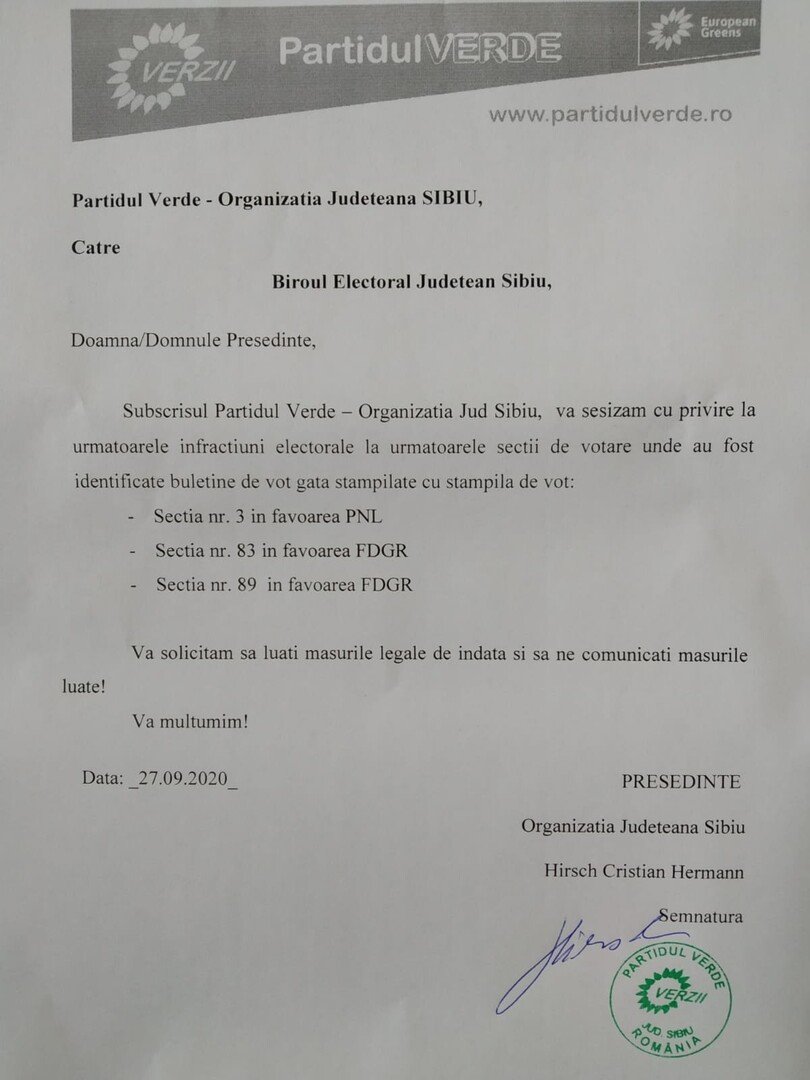 VERZII
PartidulVERDE
European
Greens
www.partidulverde.ro
Partidul Verde - Organizatia Judeteana SIBIU,
Catre
Biroul Electoral Judetean Sibiu,
Doamna/Domnule Presedinte,
Subscrisul Partidul Verde – Organizatia Jud Sibiu, va sesizam cu privire la
urmatoarele infractiuni electorale la urmatoarele sectii de votare unde au fost
identificate buletine de vot gata stampilate cu stampila de vot:
- Sectia nr. 3 in favoarea PNL
- Sectia nr. 83 in favoarea FDGR
- Sectia nr. 89 in favoarea FDGR
Va solicitam sa luati masurile legale de indata si sa ne comunicati masurile
luate!
Va multumim!
Data: _27.09.2020_
PRESEDINTE
Organizatia Judeteana Sibiu
Hirsch Cristian Hermann
Semnatura
Hirsch
PARTIDUL VERDE
VERZII
JUD. SIBIU
ROMÂNIA